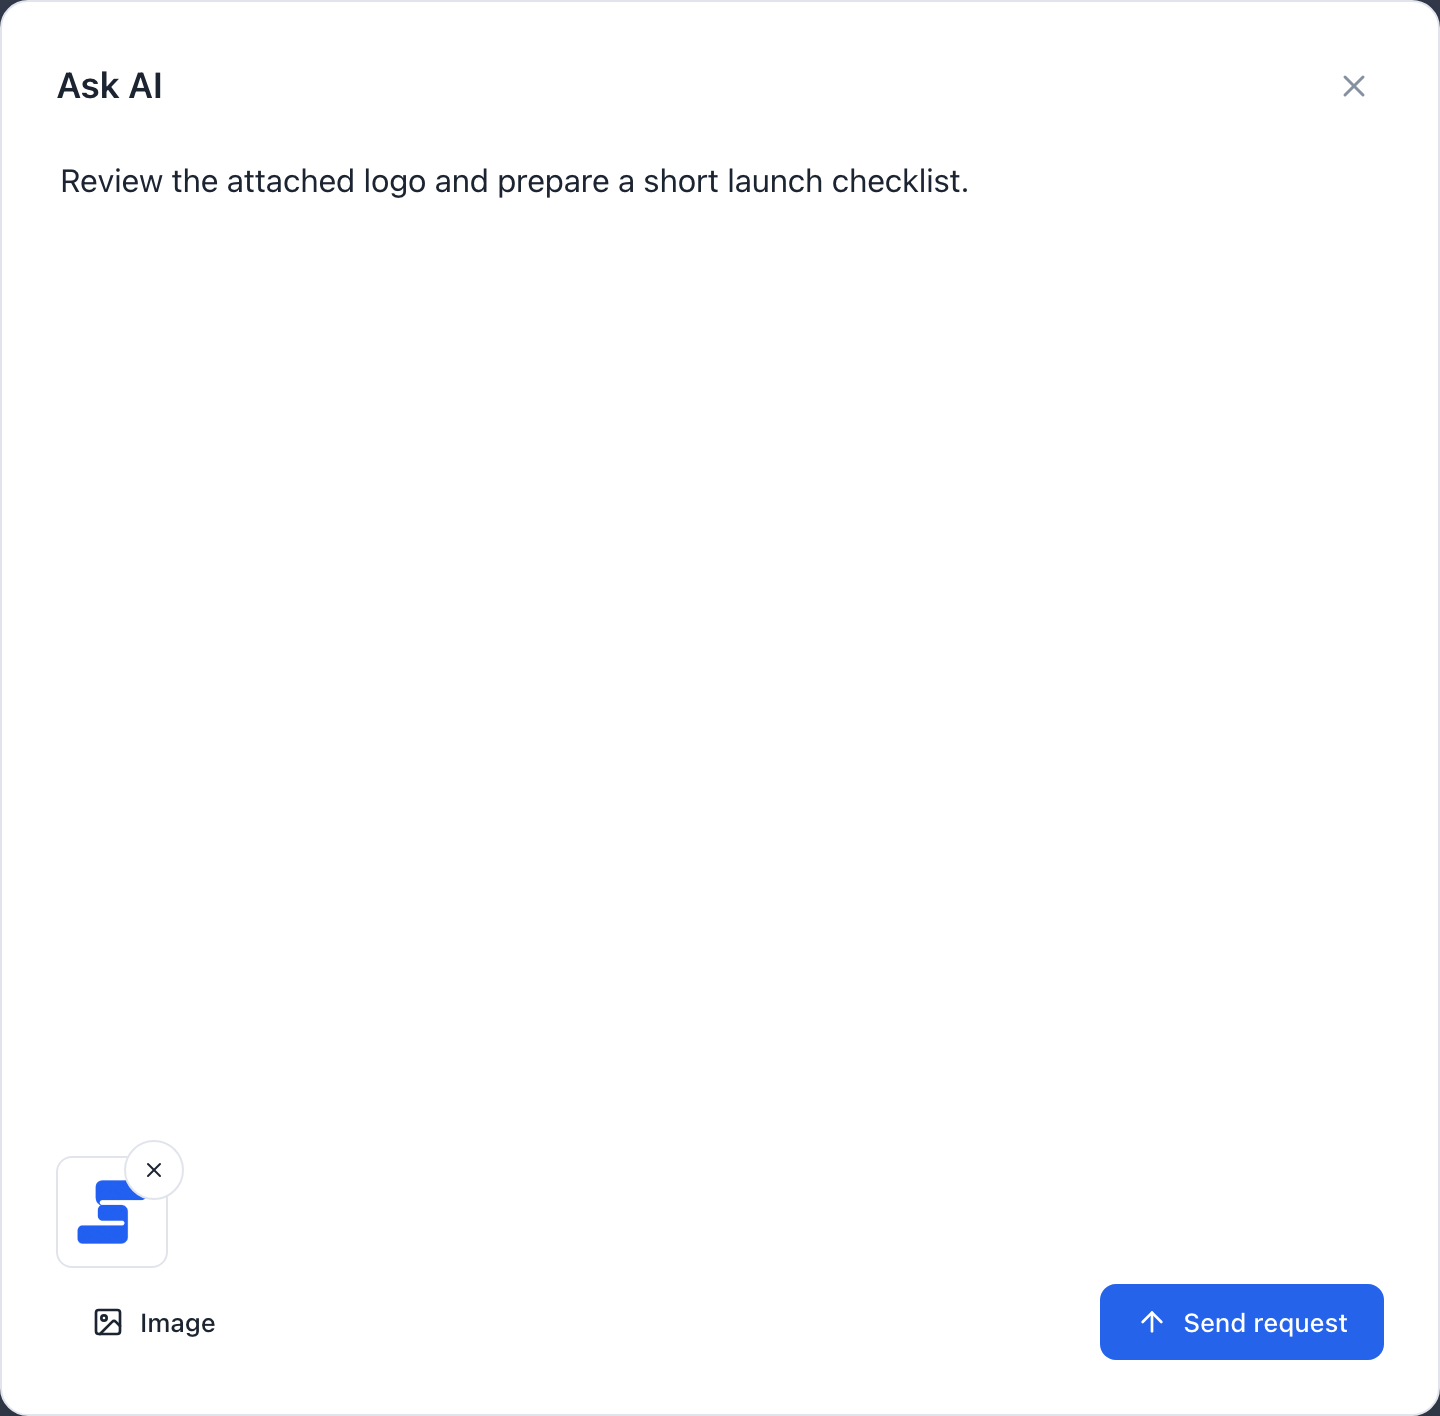 Ask AI
Review the attached logo and prepare a short launch checklist.
Image
Send request